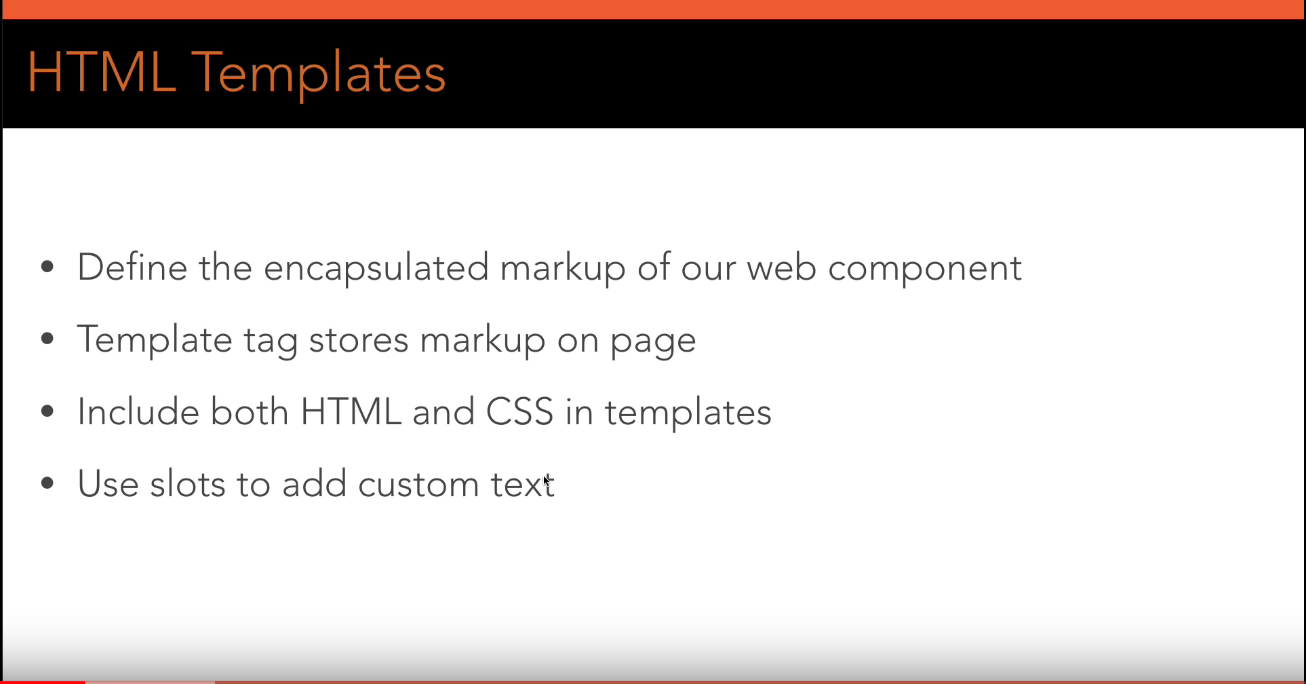 HTML Templates
• Define the encapsulated markup of our web component
• Template tag stores markup on page
• Include both HTML and CSS in templates
• Use slots to add custom text